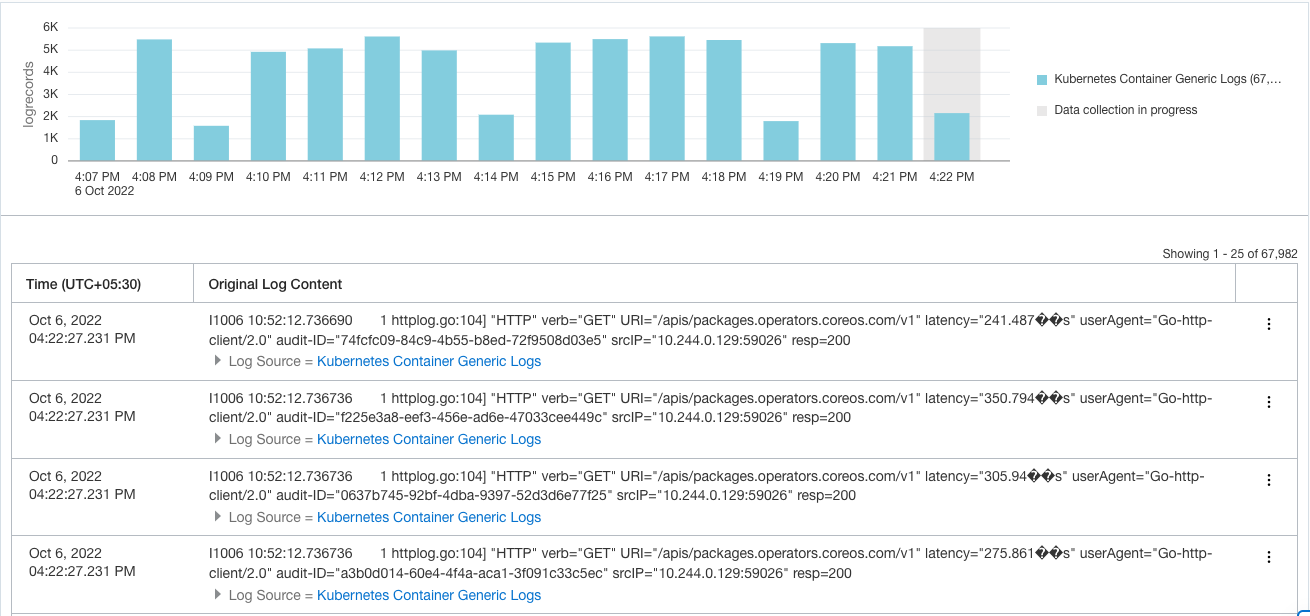 6K
5K
4K
3K
2K
1K
0
logrecords
4:07 PM 4:08 PM 4:09 PM 4:10 PM 4:11 PM 4:12 PM 4:13 PM 4:14 PM 4:15 PM 4:16 PM 4:17 PM 4:18 PM 4:19 PM 4:20 PM 4:21 PM 4:22 PM
6 Oct 2022
Kubernetes Container Generic Logs (67,...
Data collection in progress
Showing 1 - 25 of 67,982
Time (UTC+05:30) Original Log Content
Oct 6, 2022
04:22:27.231 PM
I1006 10:52:12.736690 1 httplog.go:104] "HTTP" verb="GET" URI="/apis/packages.operators.coreos.com/v1" latency="241.487��s" userAgent="Go-http-
client/2.0" audit-ID="74fcfc09-84c9-4b55-b8ed-72f9508d03e5" srcIP="10.244.0.129:59026" resp=200
Log Source = Kubernetes Container Generic Logs
Oct 6, 2022
04:22:27.231 PM
I1006 10:52:12.736736 1 httplog.go:104] "HTTP" verb="GET" URI="/apis/packages.operators.coreos.com/v1" latency="350.794��s" userAgent="Go-http-
client/2.0" audit-ID="f225e3a8-eef3-456e-ad6e-47033cee449c" srcIP="10.244.0.129:59026" resp=200
Log Source = Kubernetes Container Generic Logs
Oct 6, 2022
04:22:27.231 PM
I1006 10:52:12.736736 1 httplog.go:104] "HTTP" verb="GET" URI="/apis/packages.operators.coreos.com/v1" latency="305.94��s" userAgent="Go-http-
client/2.0" audit-ID="0637b745-92bf-4dba-9397-52d3d6e77f25" srcIP="10.244.0.129:59026" resp=200
Log Source = Kubernetes Container Generic Logs
Oct 6, 2022
04:22:27.231 PM
I1006 10:52:12.736736 1 httplog.go:104] "HTTP" verb="GET" URI="/apis/packages.operators.coreos.com/v1" latency="275.861��s" userAgent="Go-http-
client/2.0" audit-ID="a3b0d014-60e4-4f4a-aca1-3f091c33c5ec" srcIP="10.244.0.129:59026" resp=200
Log Source = Kubernetes Container Generic Logs